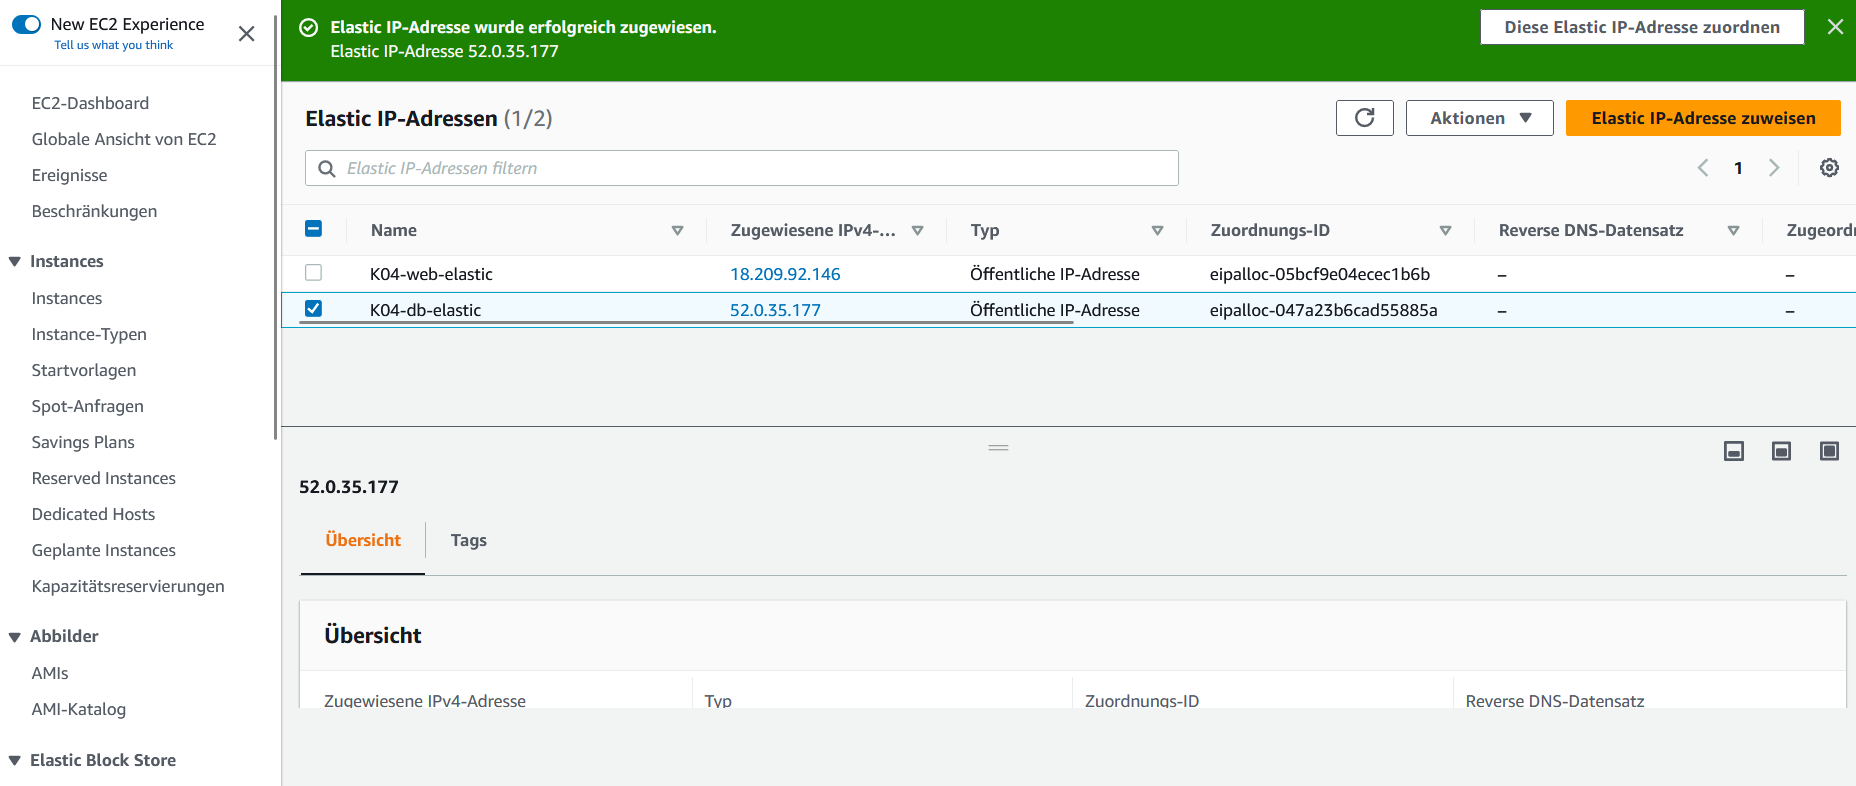 New EC2 Experience
Tell us what you think
EC2-Dashboard
Globale Ansicht von EC2
Ereignisse
Beschränkungen
Instances
Instances
Instance-Typen
Startvorlagen
Spot-Anfragen
Savings Plans
Reserved Instances
Dedicated Hosts
Geplante Instances
Kapazitätsreservierungen
Abbilder
AMIs
AMI-Katalog
Elastic Block Store
Elastic IP-Adresse wurde erfolgreich zugewiesen.
Elastic IP-Adresse 52.0.35.177
Diese Elastic IP-Adresse zuordnen
Elastic IP-Adressen (1/2)
Aktionen
Elastic IP-Adresse zuweisen
Elastic IP-Adressen filtern
1
Name Zugewiesene IPv4-... Typ Zuordnungs-ID Reverse DNS-Datensatz Zugeordn
K04-web-elastic 18.209.92.146 Öffentliche IP-Adresse eipalloc-05bcf9e04ecec1b6b – –
K04-db-elastic 52.0.35.177 Öffentliche IP-Adresse eipalloc-047a23b6cad55885a – –
52.0.35.177
Übersicht Tags
Übersicht
Zugewiesene IPv4-Adresse Typ Zuordnungs-ID Reverse DNS-Datensatz